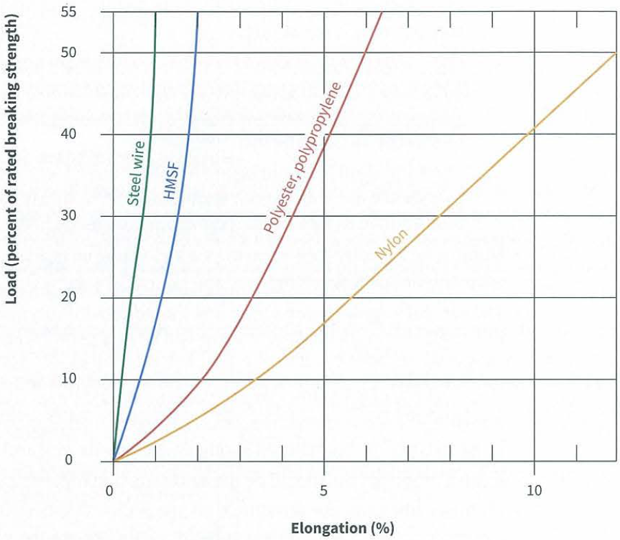 Load (percent of rated breaking strength)
55
50
40
30
20
10
0
Steel wire
HMSF
Polyester, polypropylene
Nylon
0
5
10
Elongation (%)